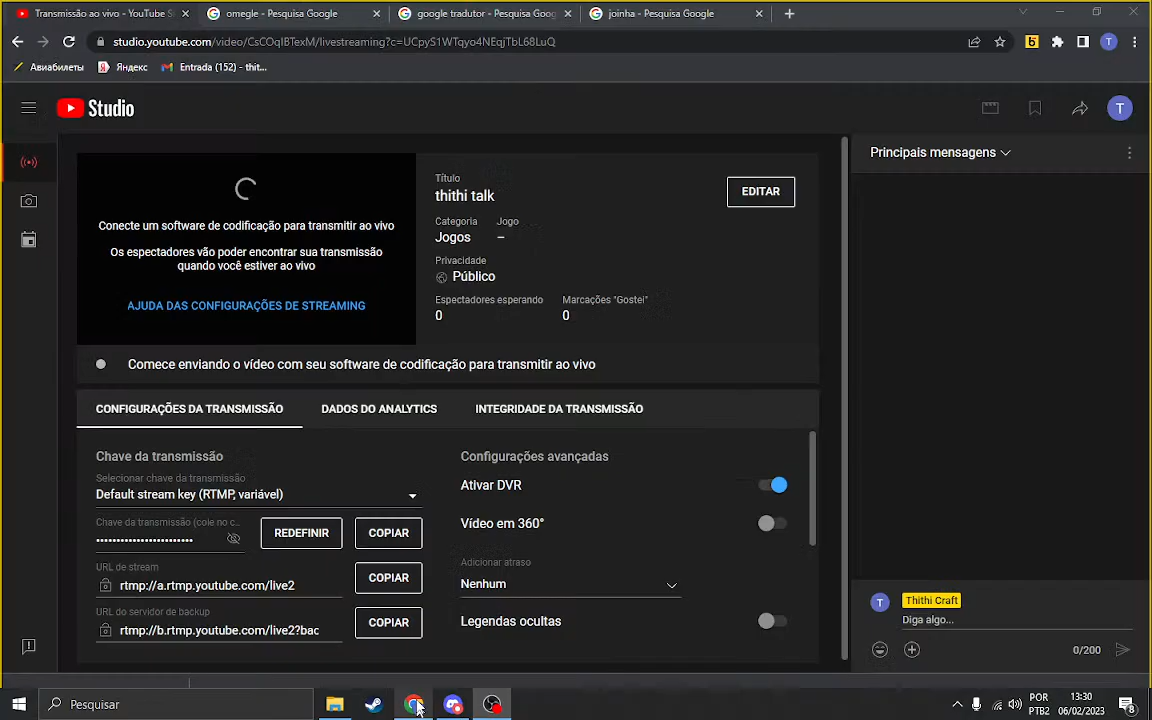 Transmissão ao vivo - YouTube S
omegle - Pesquisa Google
google tradutor - Pesquisa Goog
joinha - Pesquisa Google
studio.youtube.com/video/CsCOqIBTexM/livestreaming?c=UCpyS1WTqyo4NEqjTbL68LuQ
T
Авиабилеты
Яндекс
Entrada (152) - thit...
Studio
T
Principais mensagens
Conecte um software de codificação para transmitir ao vivo
Os espectadores vão poder encontrar sua transmissão
quando você estiver ao vivo
AJUDA DAS CONFIGURAÇÕES DE STREAMING
Título
thithi talk
EDITAR
Categoria Jogo
Jogos –
Privacidade
Público
Espectadores esperando Marcações "Gostei"
0 0
Comece enviando o vídeo com seu software de codificação para transmitir ao vivo
CONFIGURAÇÕES DA TRANSMISSÃO
DADOS DO ANALYTICS
INTEGRIDADE DA TRANSMISSÃO
Chave da transmissão
Selecionar chave da transmissão
Default stream key (RTMP, variável)
Chave da transmissão (cole no c...
••••••••••••••••••••••••
REDEFINIR
COPIAR
URL de stream
rtmp://a.rtmp.youtube.com/live2
COPIAR
URL do servidor de backup
rtmp://b.rtmp.youtube.com/live2?bac
COPIAR
Configurações avançadas
Ativar DVR
Vídeo em 360°
Adicionar atraso
Nenhum
Legendas ocultas
T
Thithi Craft
Diga algo...
0/200
Pesquisar
POR
PTB2
13:30
06/02/2023
8